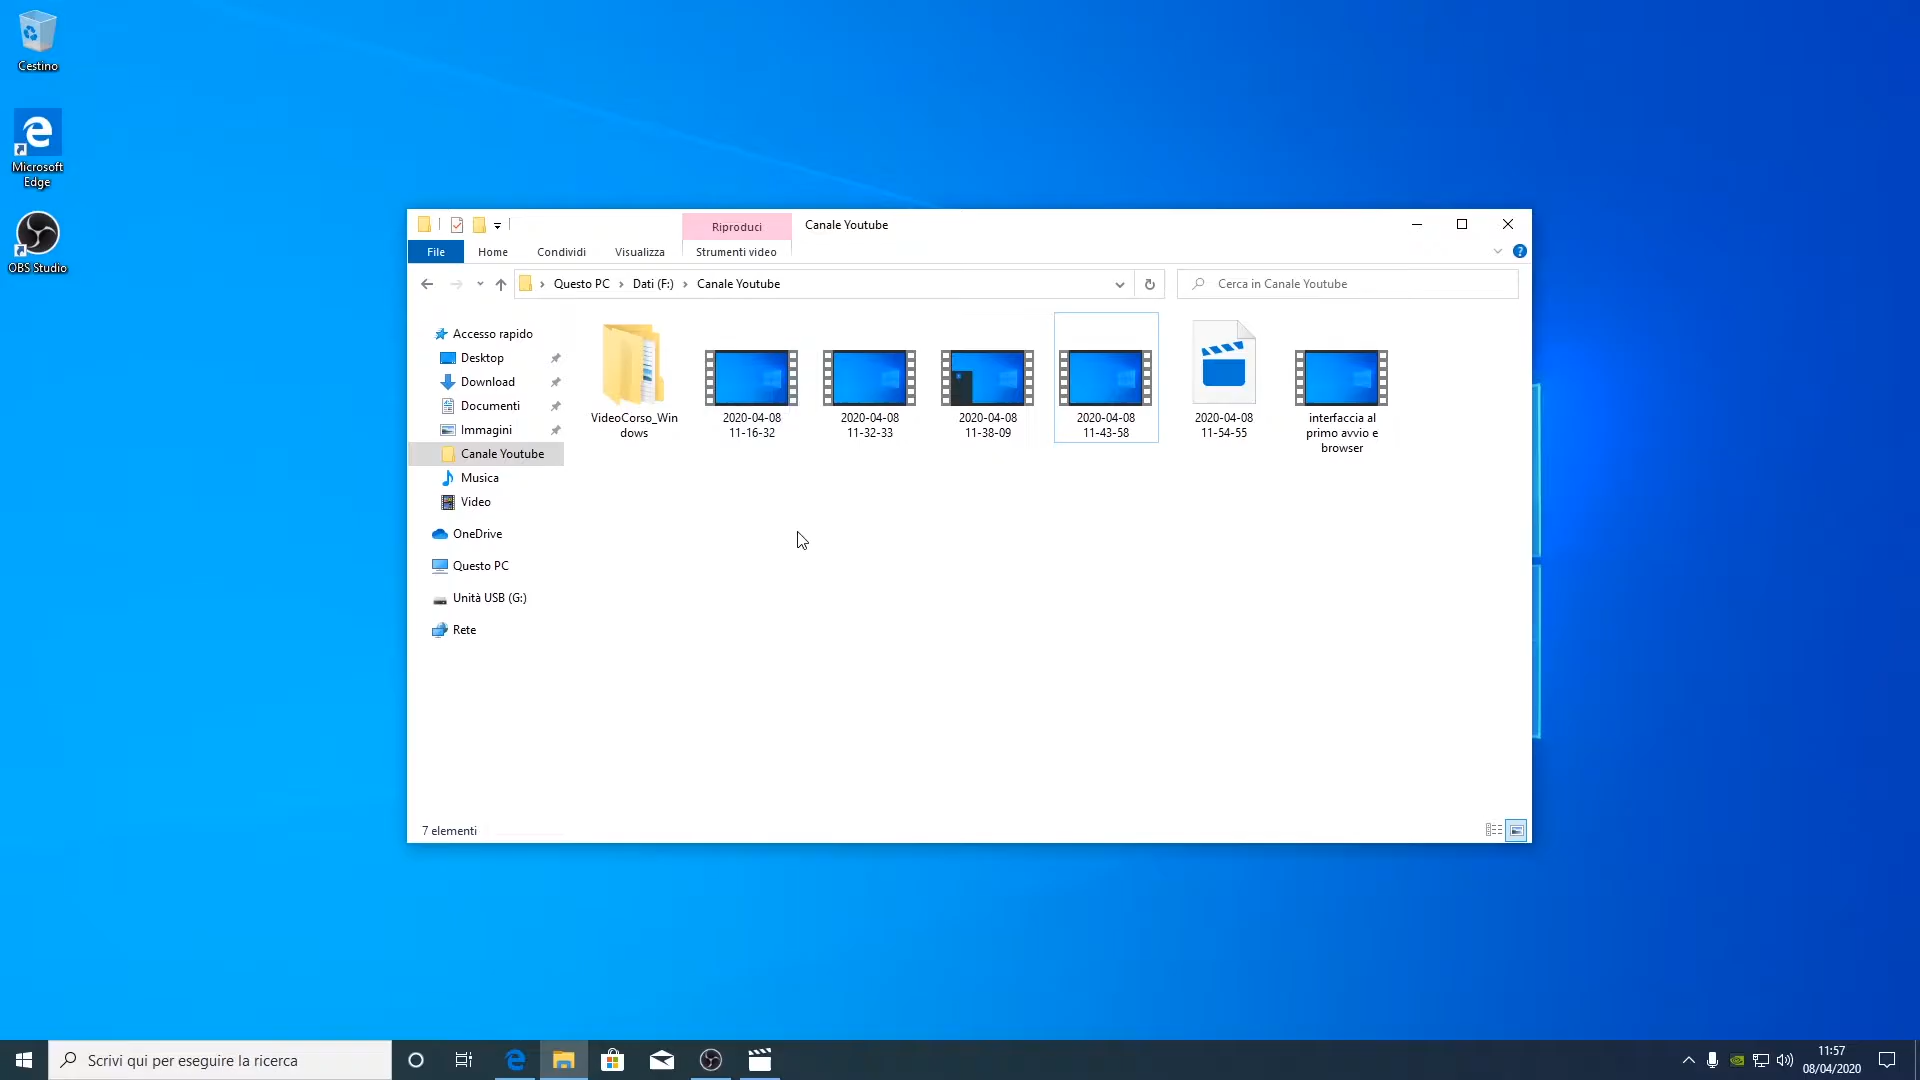 Cestino
Microsoft
Edge
OBS Studio
Riproduci
Canale Youtube
File
Home
Condividi
Visualizza
Strumenti video
Questo PC
Dati (F:)
Canale Youtube
Cerca in Canale Youtube
Accesso rapido
Desktop
Download
Documenti
Immagini
Canale Youtube
Musica
Video
OneDrive
Questo PC
Unità USB (G:)
Rete
VideoCorso_Win
dows
2020-04-08
11-16-32
2020-04-08
11-32-33
2020-04-08
11-38-09
2020-04-08
11-43-58
2020-04-08
11-54-55
interfaccia al
primo avvio e
browser
7 elementi
Scrivi qui per eseguire la ricerca
11:57
08/04/2020